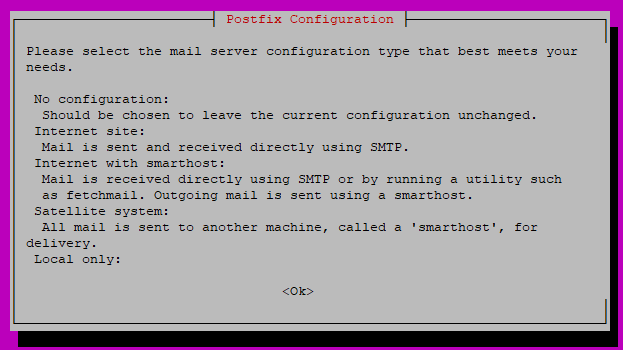 Postfix Configuration
Please select the mail server configuration type that best meets your
needs.
No configuration:
Should be chosen to leave the current configuration unchanged.
Internet site:
Mail is sent and received directly using SMTP.
Internet with smarthost:
Mail is received directly using SMTP or by running a utility such
as fetchmail. Outgoing mail is sent using a smarthost.
Satellite system:
All mail is sent to another machine, called a 'smarthost', for
delivery.
Local only:
<Ok>